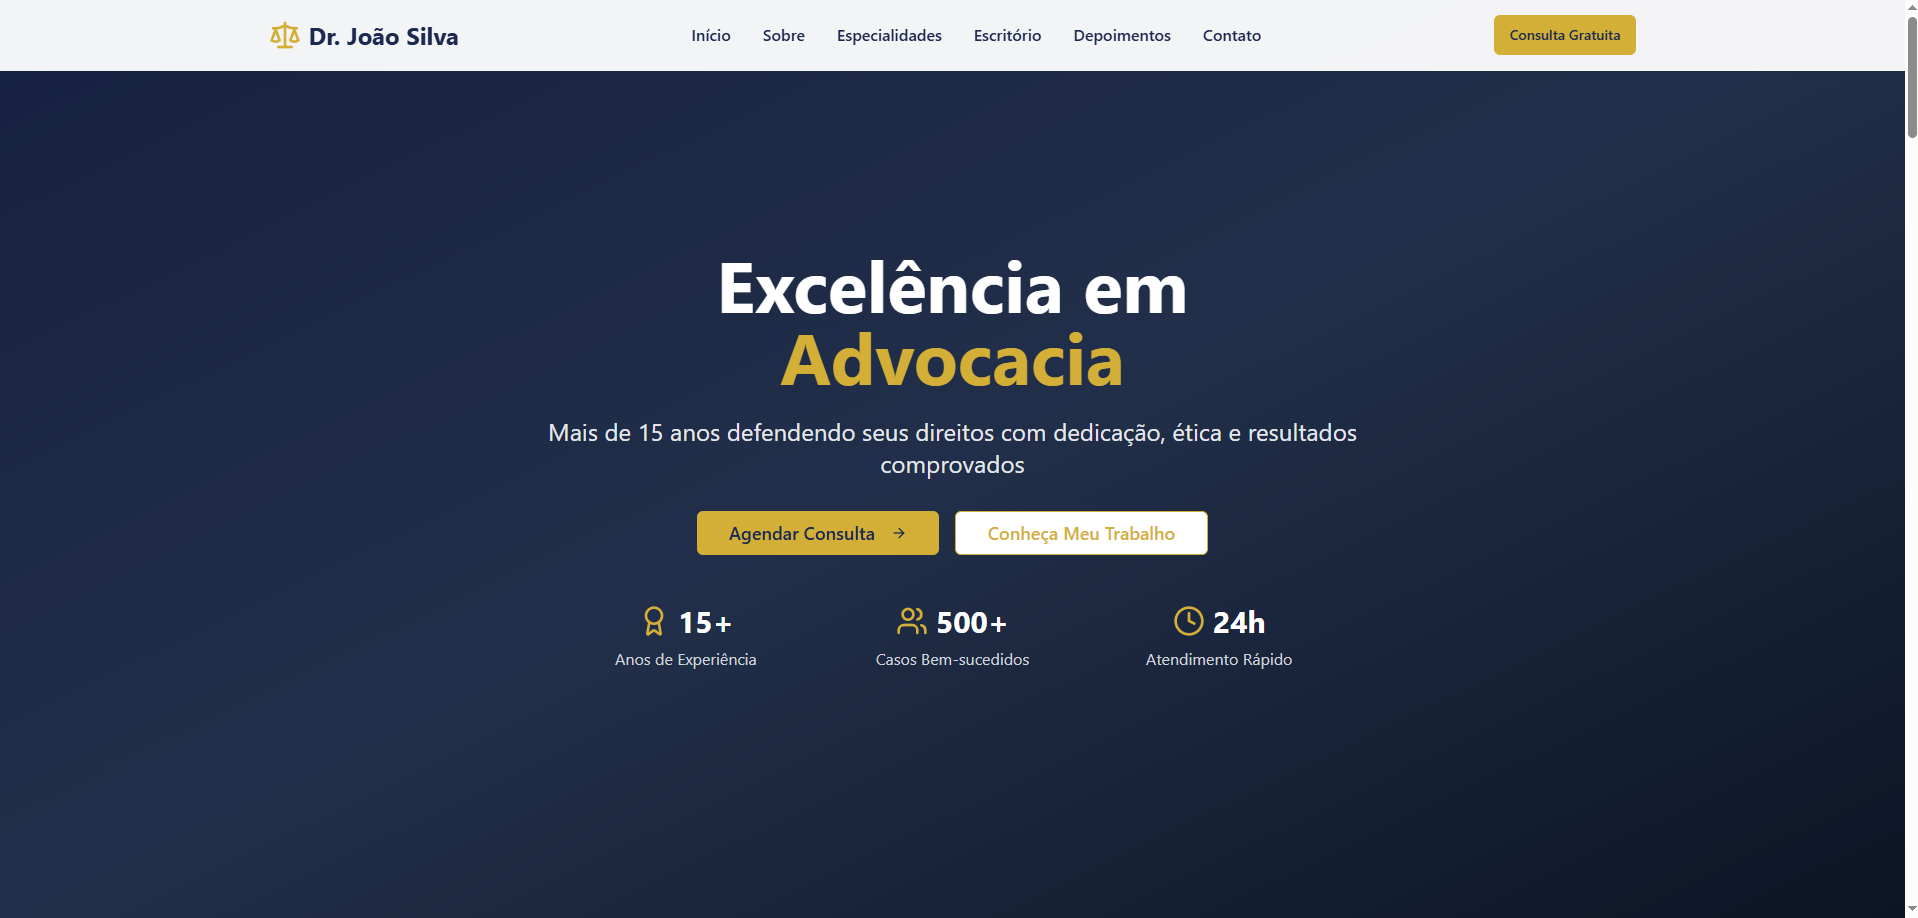 Dr. João Silva
Início
Sobre
Especialidades
Escritório
Depoimentos
Contato
Consulta Gratuita
Excelência em
Advocacia
Mais de 15 anos defendendo seus direitos com dedicação, ética e resultados
comprovados
Agendar Consulta
Conheça Meu Trabalho
15+
Anos de Experiência
500+
Casos Bem-sucedidos
24h
Atendimento Rápido